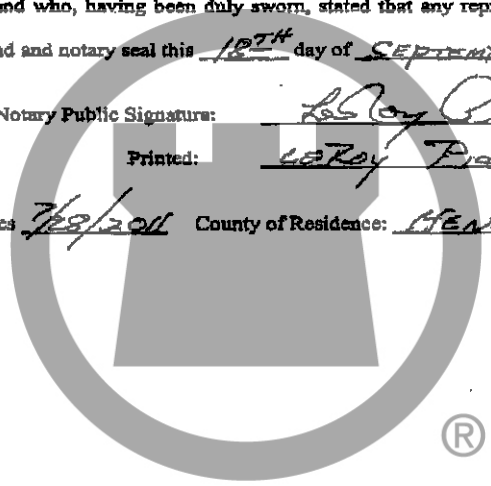 and who, having been duly sworn, stated that any rep
d and notary seal this 18TH day of SEPTEM
Notary Public Signature: LeRoy
Printed: LeRoy
es 7/28/2011 County of Residence: HEN
®